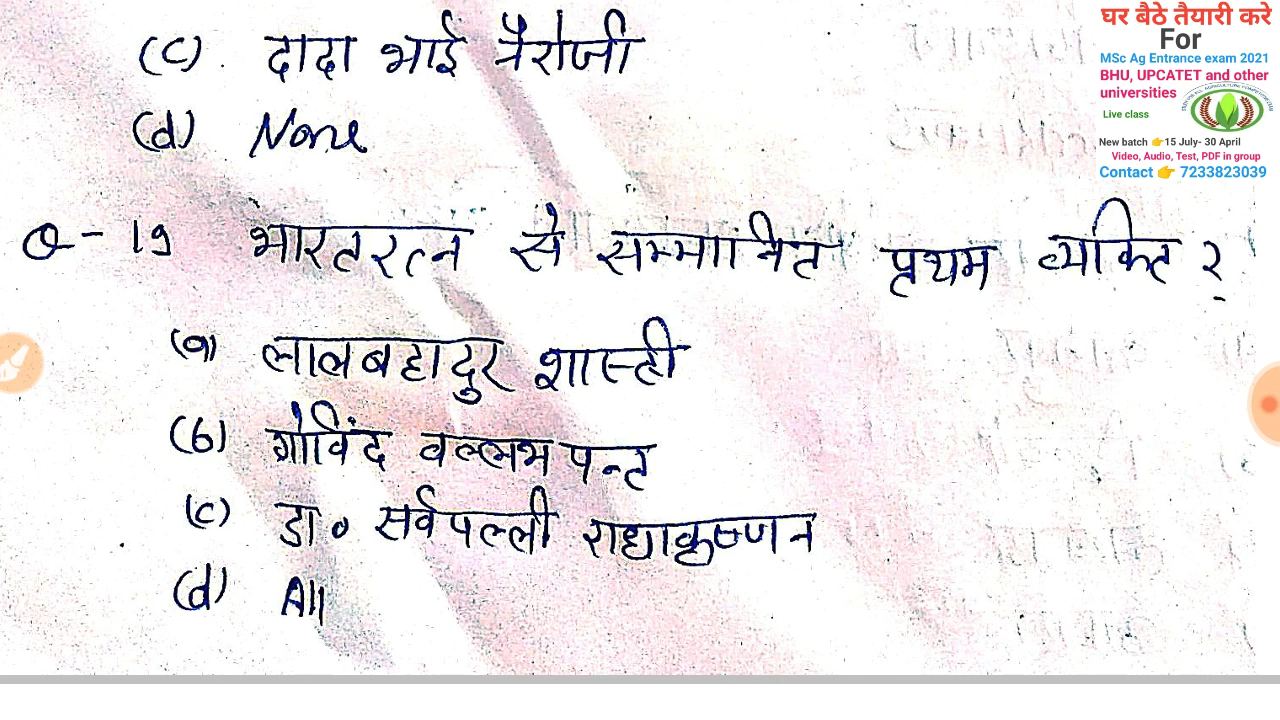 (c). दादा भाई नैरोजी
(d) None
Q-19 भारतरत्न से सम्मानित प्रथम व्यक्ति ?
(a) लालबहादुर शास्त्री
(b) गोविंद वल्लभ पन्त
(c) डा० सर्वपल्ली राधाकृष्णन
(d) All
घर बैठे तैयारी करे
For
MSc Ag Entrance exam 2021
BHU, UPCATET and other
universities
Live class
New batch 👉15 July- 30 April
Video, Audio, Test, PDF in group
Contact 👉 7233823039